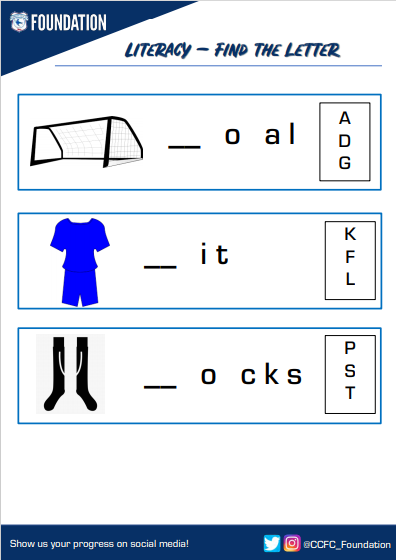 FOUNDATION
LITERACY – FIND THE LETTER
__ o a l
A
D
G
__ i t
K
F
L
__ o c k s
P
S
T
Show us your progress on social media!
@CCFC_Foundation